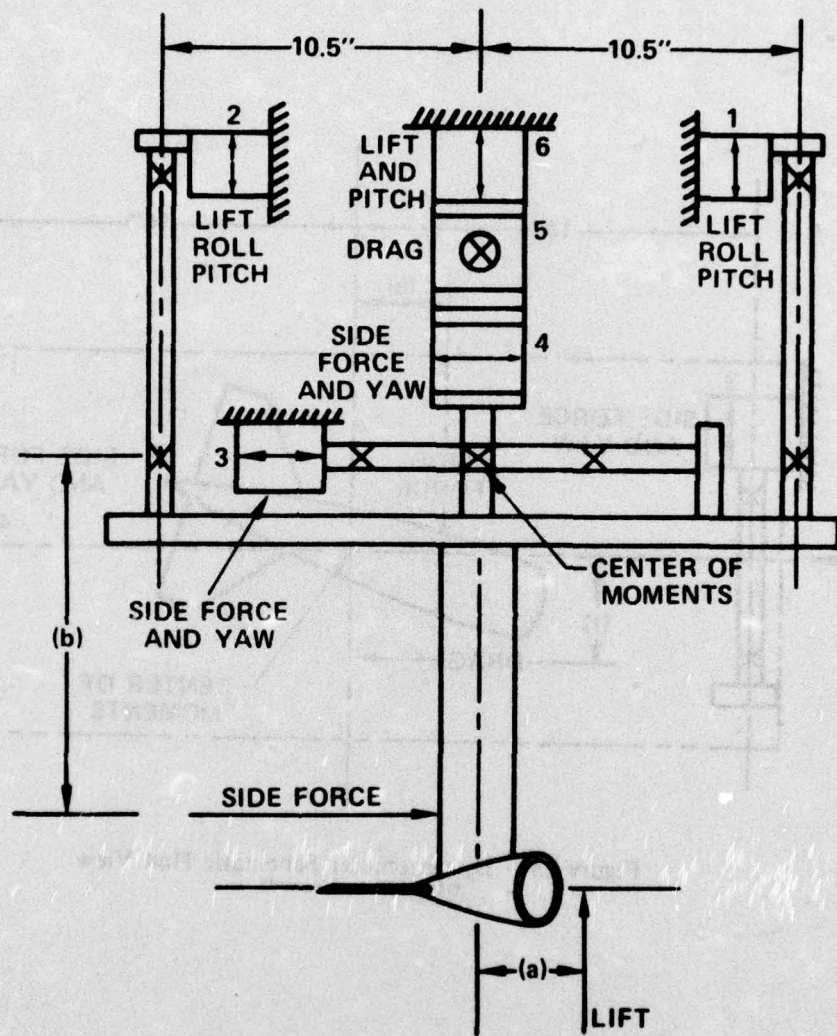 10.5"
10.5"
2
1
6
LIFT
AND
PITCH
LIFT
ROLL
PITCH
LIFT
ROLL
PITCH
5
DRAG
SIDE
FORCE
AND YAW
4
3
CENTER OF
MOMENTS
SIDE FORCE
AND YAW
(b)
SIDE FORCE
(a)
LIFT